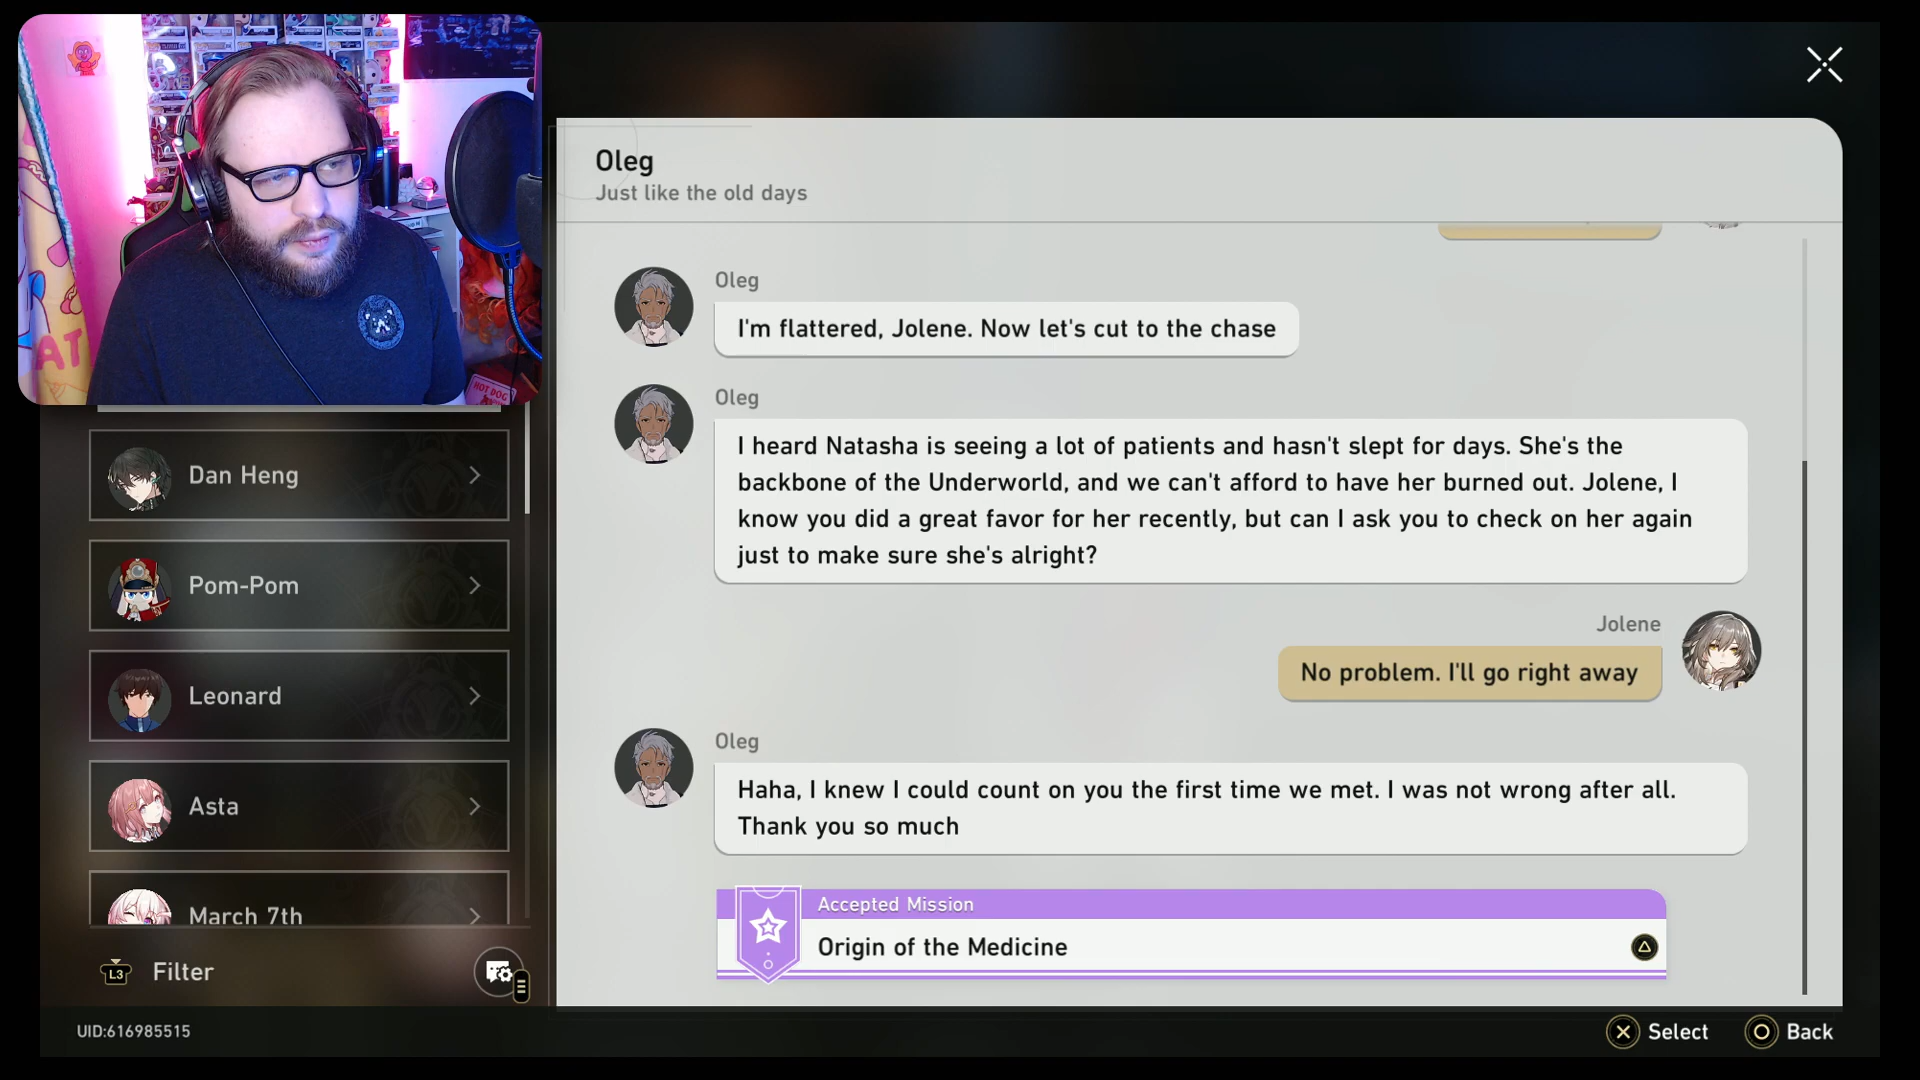 Oleg
Just like the old days
Oleg
I'm flattered, Jolene. Now let's cut to the chase
Oleg
I heard Natasha is seeing a lot of patients and hasn't slept for days. She's the
backbone of the Underworld, and we can't afford to have her burned out. Jolene, I
know you did a great favor for her recently, but can I ask you to check on her again
just to make sure she's alright?
Jolene
No problem. I'll go right away
Oleg
Haha, I knew I could count on you the first time we met. I was not wrong after all.
Thank you so much
Accepted Mission
Origin of the Medicine
HOT DOG
AT
Dan Heng
Pom-Pom
Leonard
Asta
March 7th
L3
Filter
UID:616985515
Select
Back